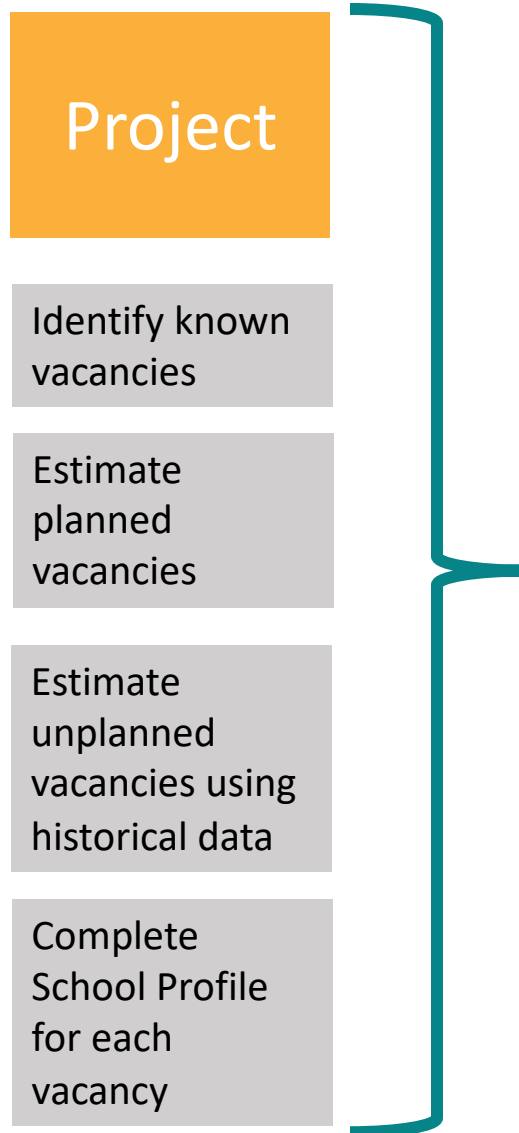 Project
Identify known
vacancies
Estimate
planned
vacancies
Estimate
unplanned
vacancies using
historical data
Complete
School Profile
for each
vacancy